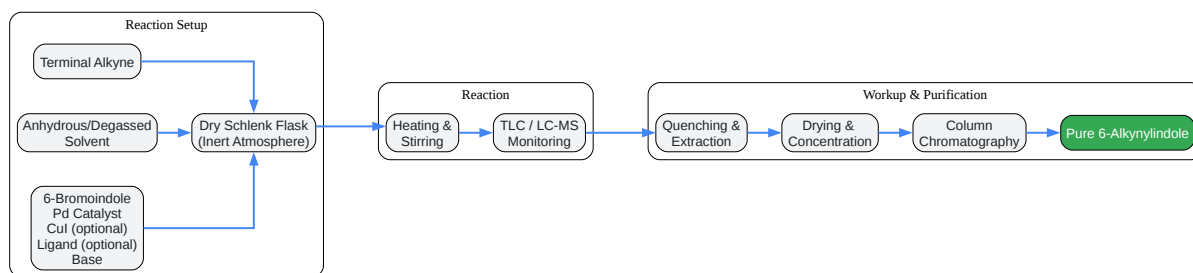 Reaction Setup
Terminal Alkyne
Anhydrous/Degassed
Solvent
Dry Schlenk Flask
(Inert Atmosphere)
6-Bromoindole
Pd Catalyst
CuI (optional)
Ligand (optional)
Base
Reaction
Heating &
Stirring
TLC / LC-MS
Monitoring
Workup & Purification
Quenching &
Extraction
Drying &
Concentration
Column
Chromatography
Pure 6-Alkynylindole